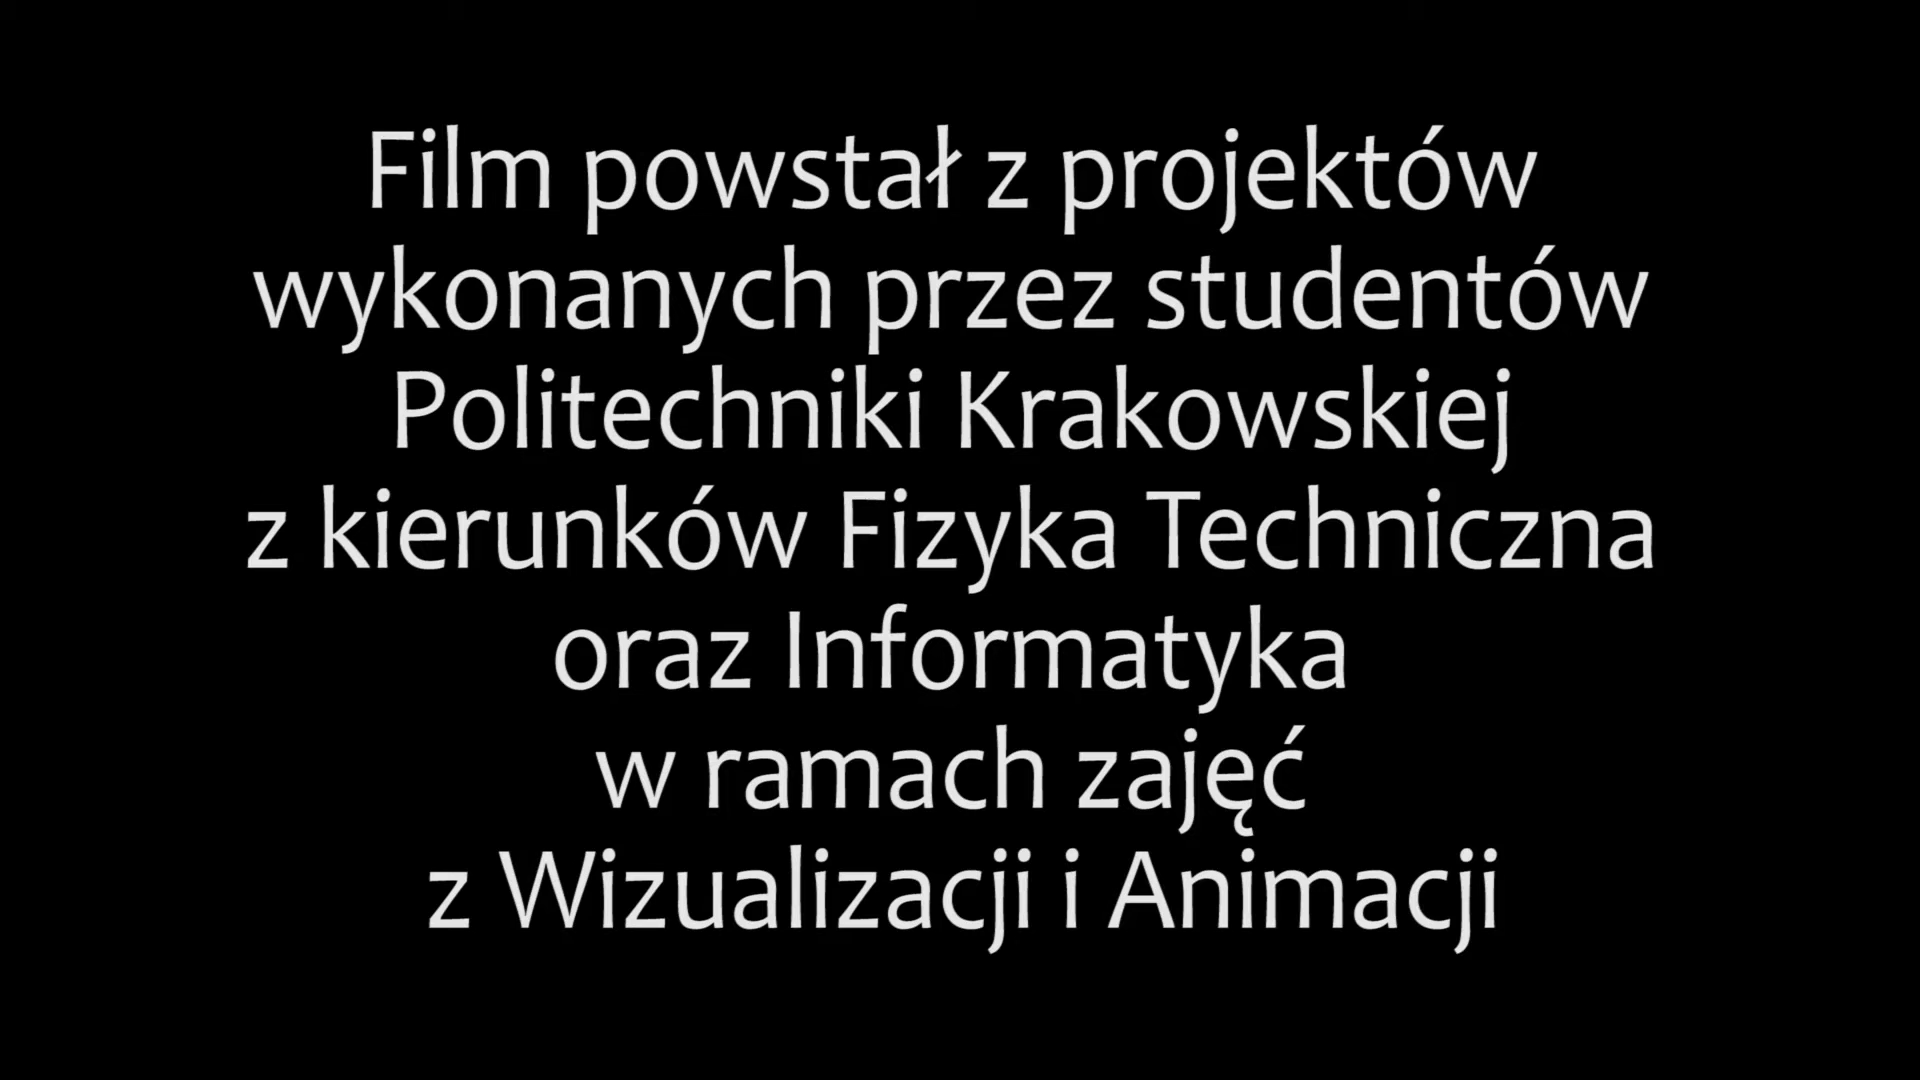 Film powstał z projektów
wykonanych przez studentów
Politechniki Krakowskiej
z kierunków Fizyka Techniczna
oraz Informatyka
w ramach zajęć
z Wizualizacji i Animacji